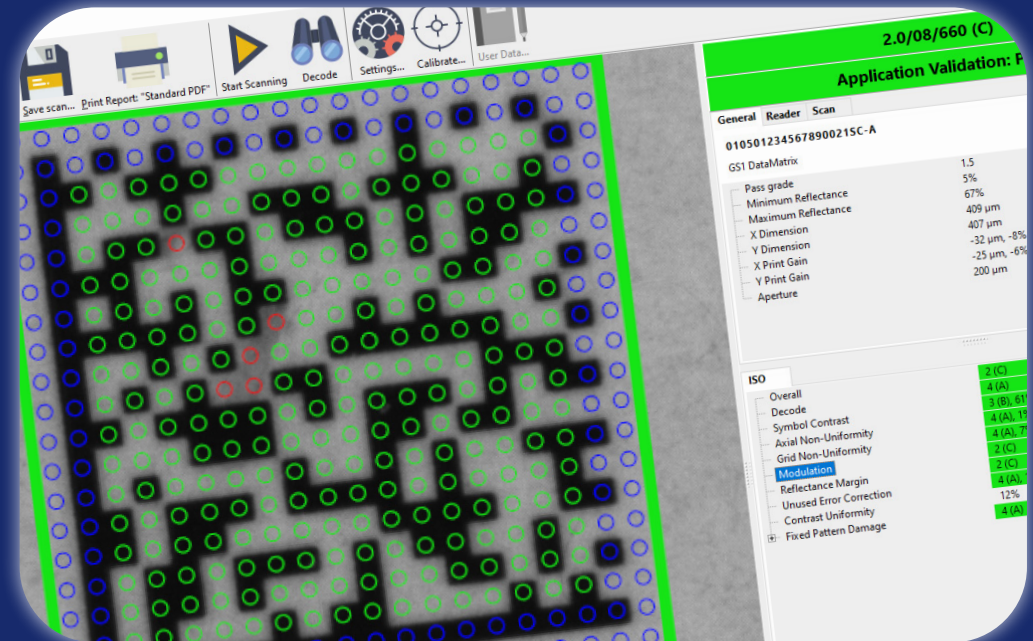 Save scan...
Print Report: "Standard PDF"
Start Scanning
Decode
Settings...
Calibrate...
User Data...
2.0/08/660 (C)
Application Validation:
General Reader Scan
010501234567890021SC-A
GS1 DataMatrix
Pass grade 1.5
Minimum Reflectance 5%
Maximum Reflectance 67%
X Dimension 409 µm
Y Dimension 407 µm
X Print Gain -32 µm, -8%
Y Print Gain -25 µm, -6%
Aperture 200 µm
ISO
Overall 2 (C)
Decode 4 (A)
Symbol Contrast 3 (B), 61
Axial Non-Uniformity 4 (A), 1%
Grid Non-Uniformity 4 (A), 7%
Modulation 2 (C)
Reflectance Margin 2 (C)
Unused Error Correction 4 (A),
Contrast Uniformity 12%
Fixed Pattern Damage 4 (A)